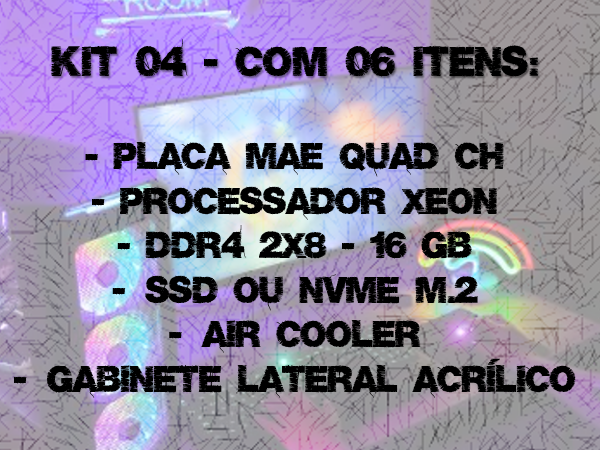 ROOM
KIT 04 - COM 06 ITENS:
- PLACA MAE QUAD CH
- PROCESSADOR XEON
- DDR4 2X8 - 16 GB
- SSD OU NVME M.2
- AIR COOLER
- GABINETE LATERAL ACRÍLICO